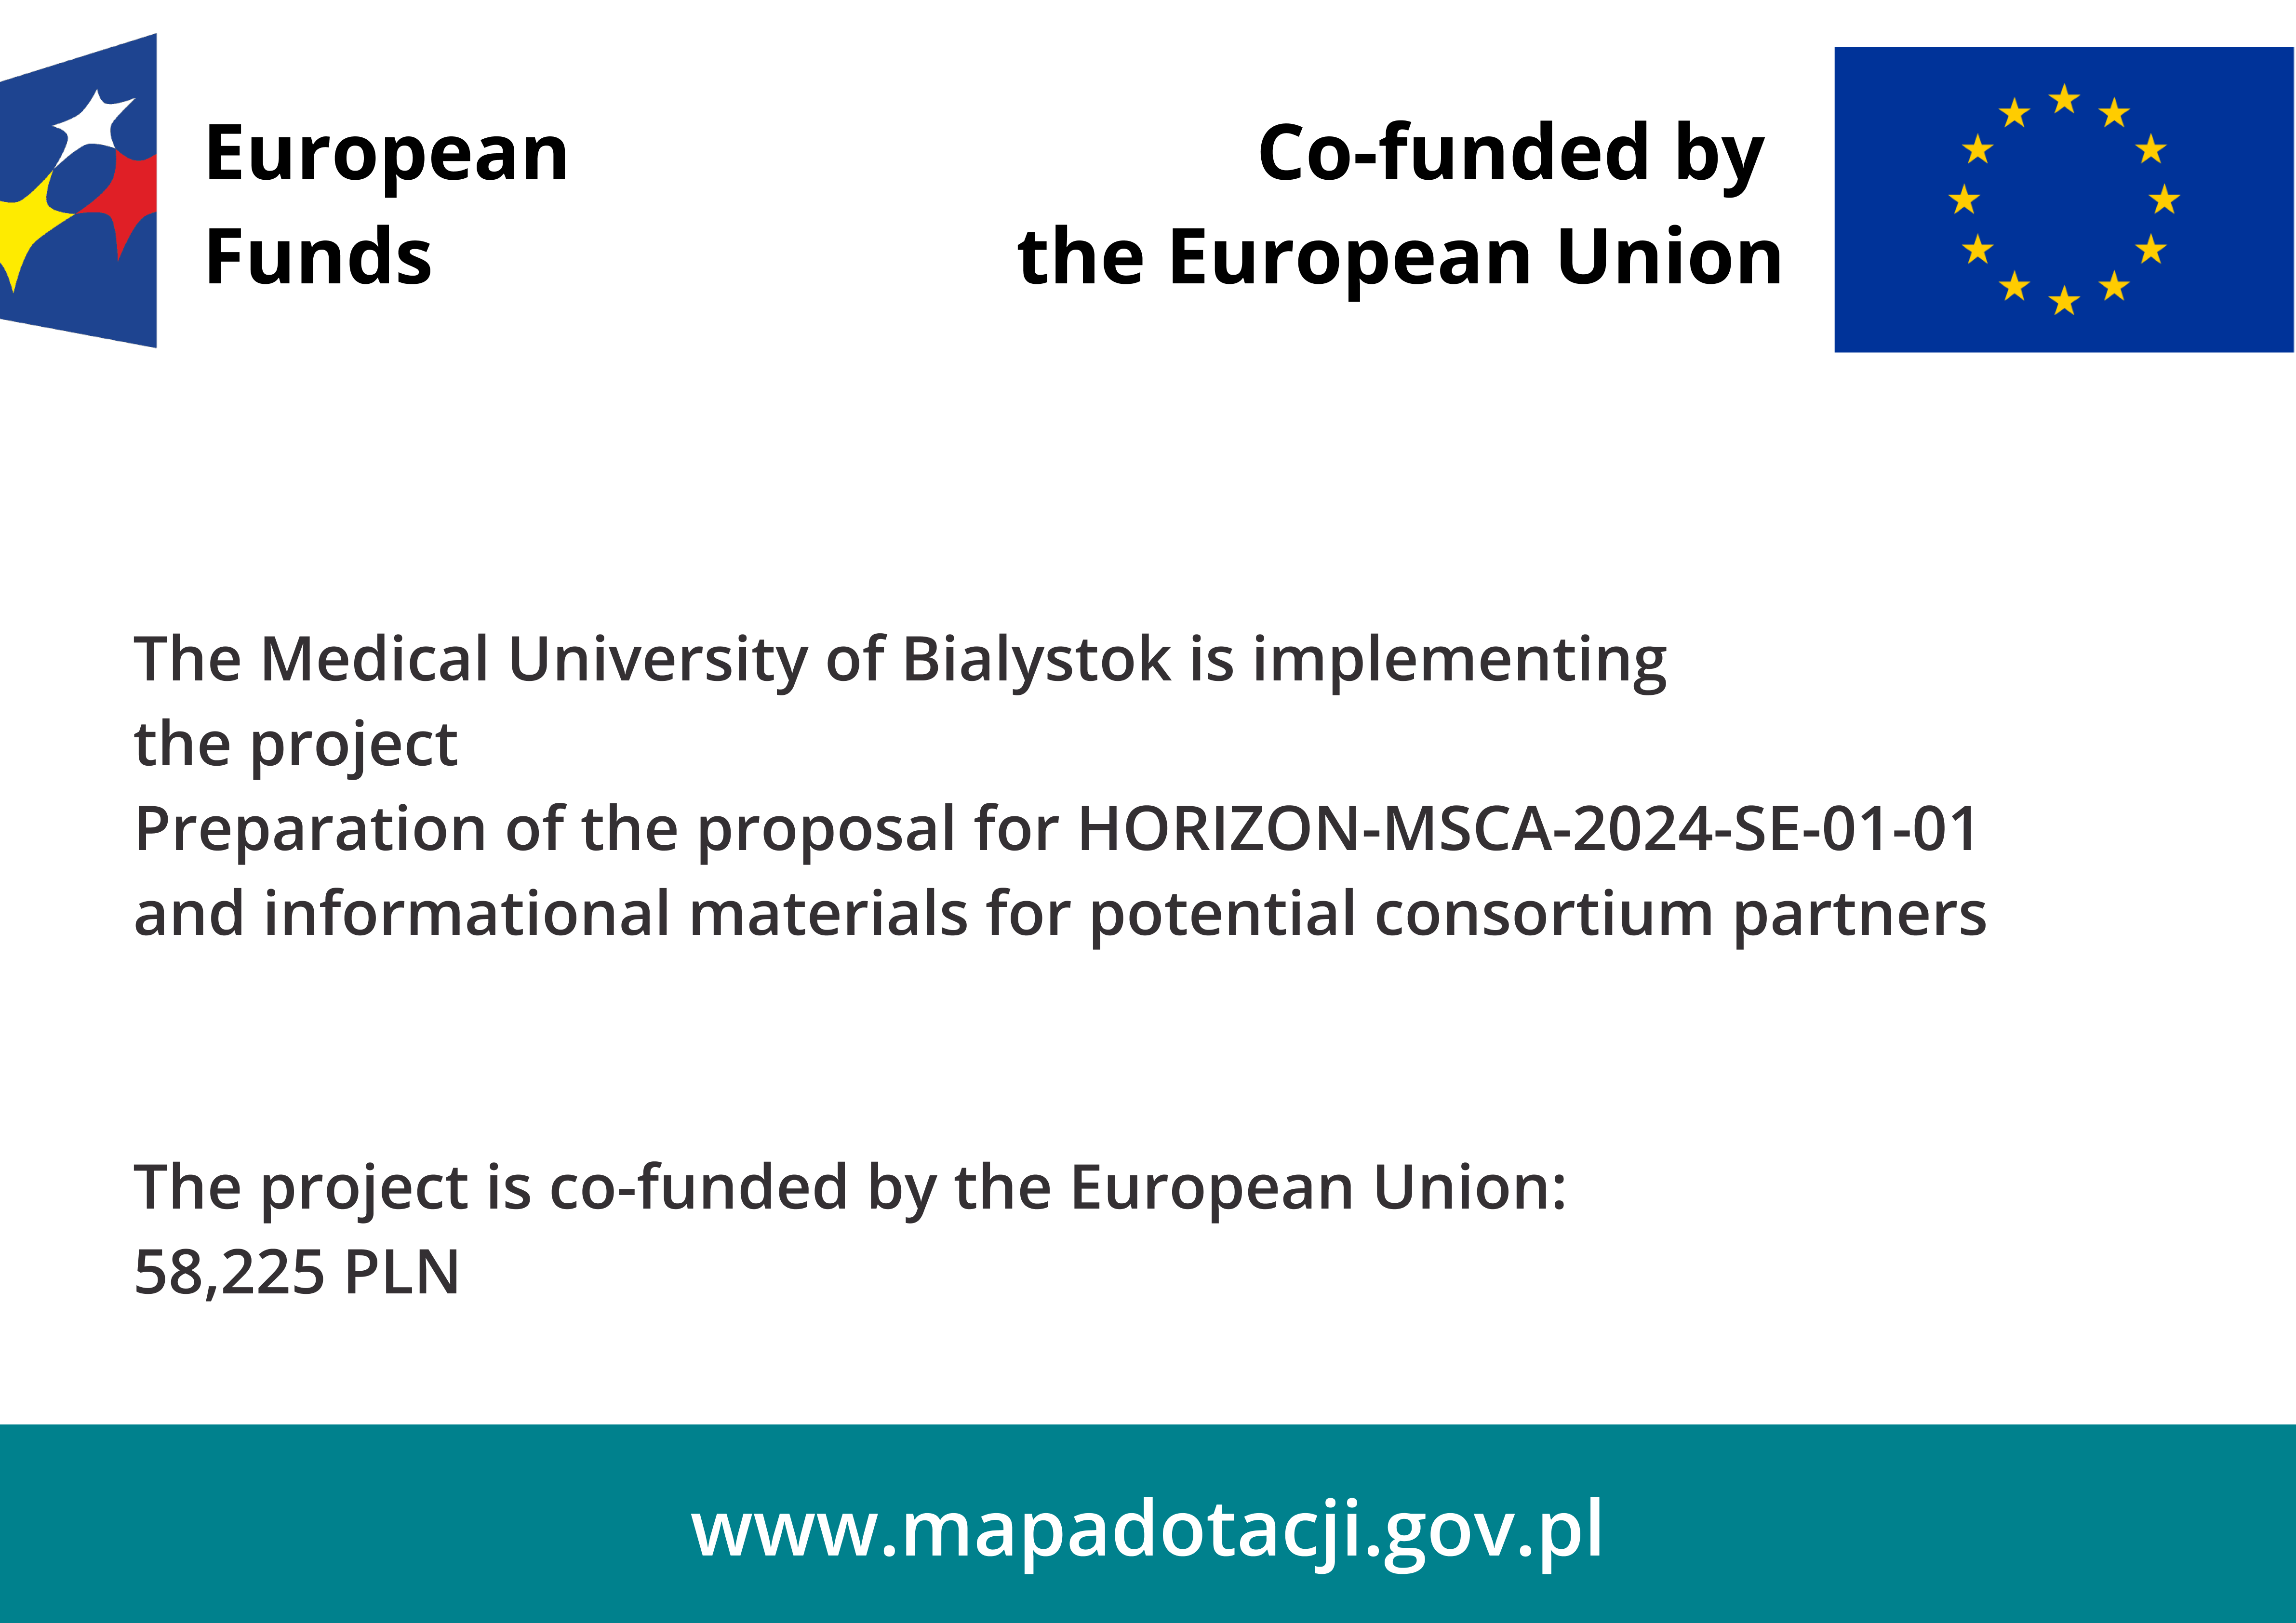 European
Funds
Co-funded by
the European Union
The Medical University of Bialystok is implementing
the project
Preparation of the proposal for HORIZON-MSCA-2024-SE-01-01
and informational materials for potential consortium partners
The project is co-funded by the European Union:
58,225 PLN
www.mapadotacji.gov.pl